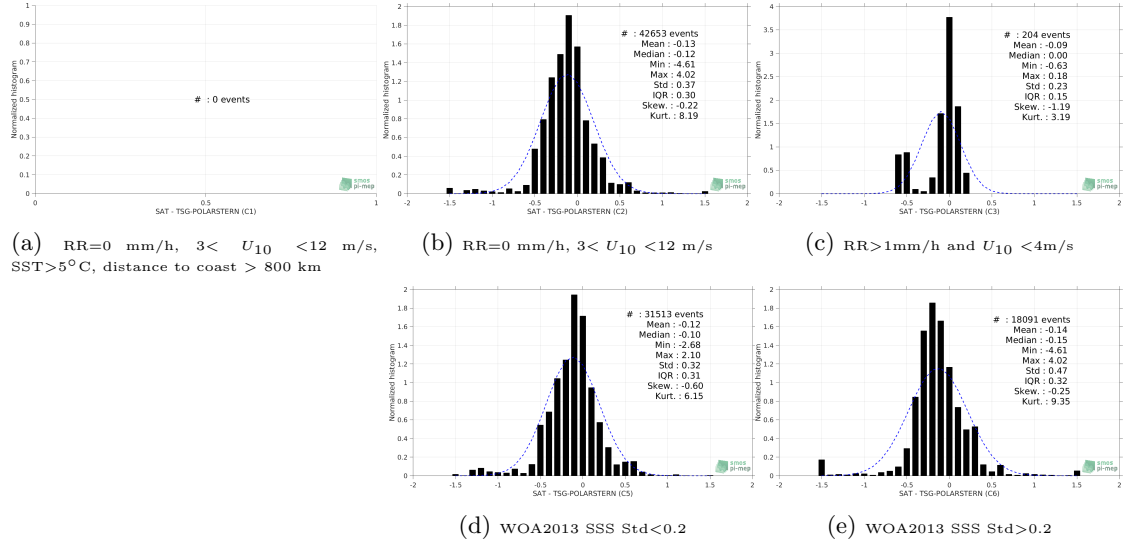 1
0.9
0.8
0.7
0.6
0.5
0.4
0.3
0.2
0.1
0
Normalized histogram
# : 0 events
smos
pi-mep
0 0.5 1
SAT - TSG-POLARSTERN (C1)
(a) RR=0 mm/h, 3< U10 <12 m/s,
SST>5°C, distance to coast > 800 km
2
1.8
1.6
1.4
1.2
1
0.8
0.6
0.4
0.2
0
Normalized histogram
# : 42653 events
Mean : -0.13
Median : -0.12
Min : -4.61
Max : 4.02
Std : 0.37
IQR : 0.30
Skew. : -0.22
Kurt. : 8.19
smos
pi-mep
-2 -1.5 -1 -0.5 0 0.5 1 1.5 2
SAT - TSG-POLARSTERN (C2)
(b) RR=0 mm/h, 3< U10 <12 m/s
4
3.5
3
2.5
2
1.5
1
0.5
0
Normalized histogram
# : 204 events
Mean : -0.09
Median : 0.00
Min : -0.63
Max : 0.18
Std : 0.23
IQR : 0.15
Skew. : -1.19
Kurt. : 3.19
smos
pi-mep
-2 -1.5 -1 -0.5 0 0.5 1 1.5 2
SAT - TSG-POLARSTERN (C3)
(c) RR>1mm/h and U10 <4m/s
2
1.8
1.6
1.4
1.2
1
0.8
0.6
0.4
0.2
0
Normalized histogram
# : 31513 events
Mean : -0.12
Median : -0.10
Min : -2.68
Max : 2.10
Std : 0.32
IQR : 0.31
Skew. : -0.60
Kurt. : 6.15
smos
pi-mep
-2 -1.5 -1 -0.5 0 0.5 1 1.5 2
SAT - TSG-POLARSTERN (C5)
(d) WOA2013 SSS Std<0.2
2
1.8
1.6
1.4
1.2
1
0.8
0.6
0.4
0.2
0
Normalized histogram
# : 18091 events
Mean : -0.14
Median : -0.15
Min : -4.61
Max : 4.02
Std : 0.47
IQR : 0.32
Skew. : -0.25
Kurt. : 9.35
smos
pi-mep
-2 -1.5 -1 -0.5 0 0.5 1 1.5 2
SAT - TSG-POLARSTERN (C6)
(e) WOA2013 SSS Std>0.2